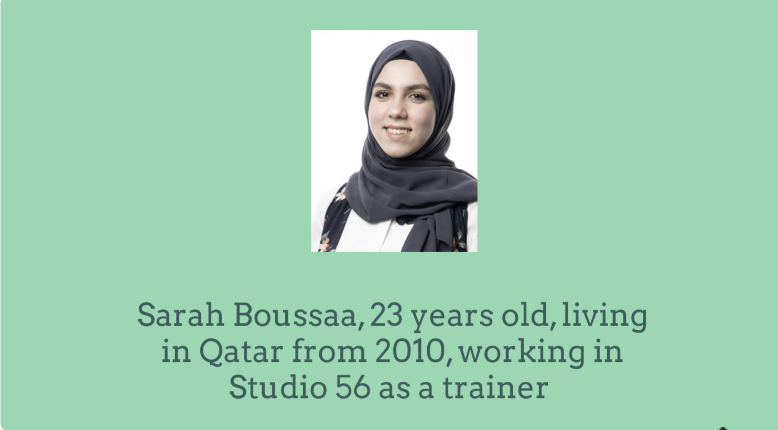 Sarah Boussaa, 23 years old, living
in Qatar from 2010, working in
Studio 56 as a trainer